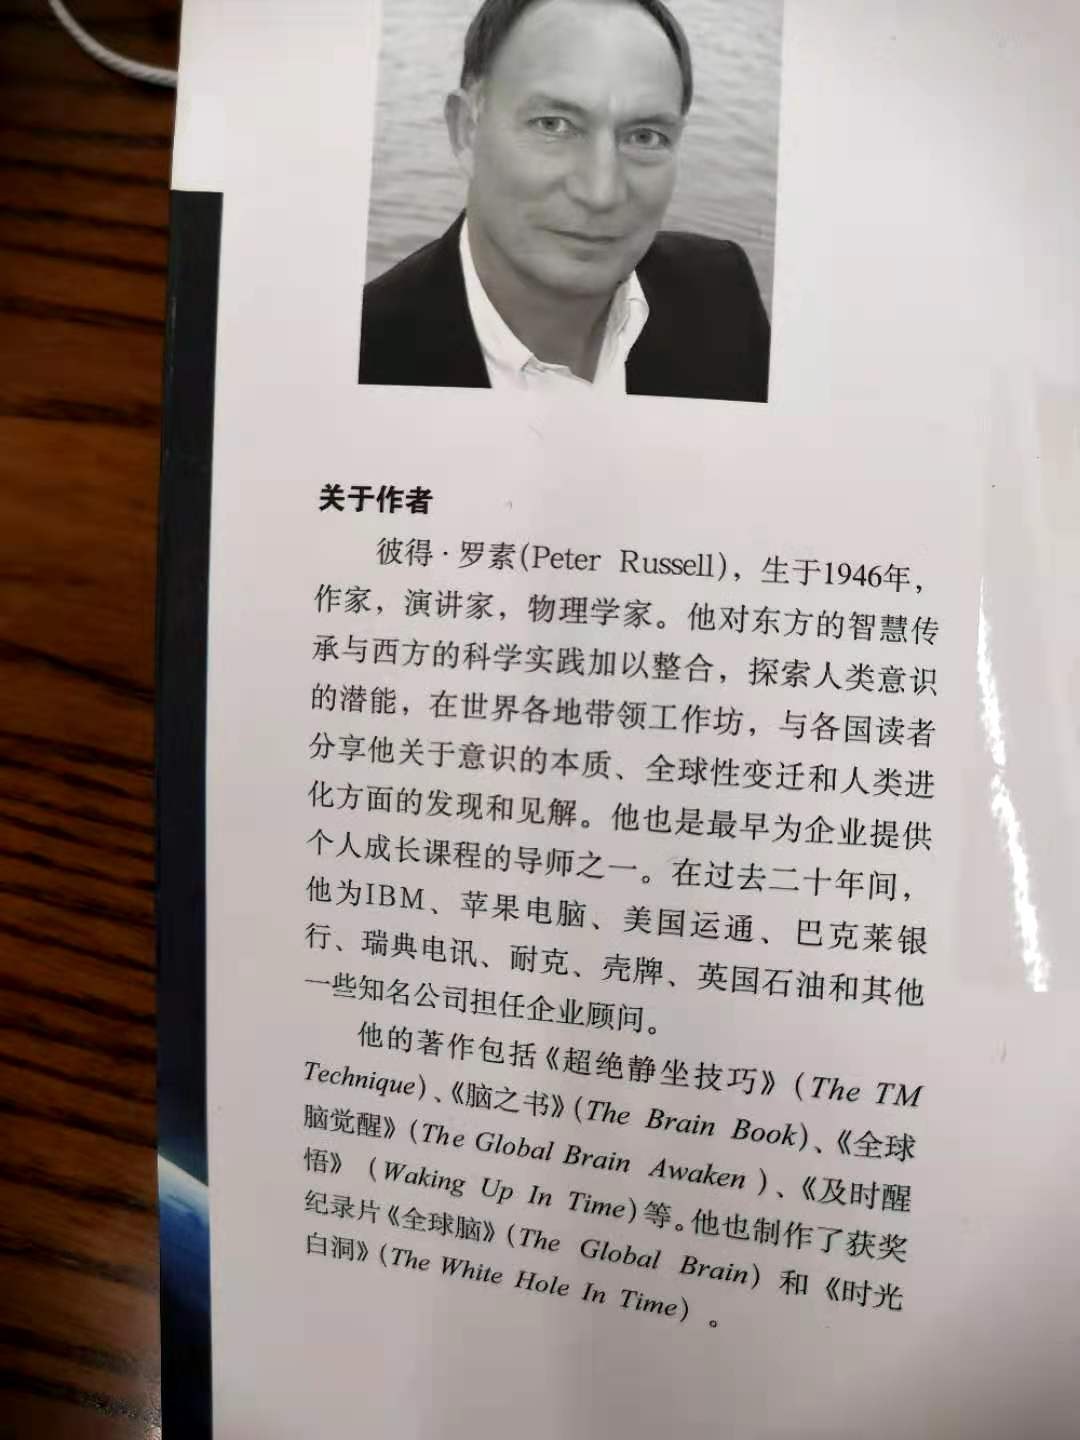 关于作者
彼得·罗素(Peter Russell)，生于1946年，
作家，演讲家，物理学家。他对东方的智慧传
承与西方的科学实践加以整合，探索人类意识
的潜能，在世界各地带领工作坊，与各国读者
分享他关于意识的本质、全球性变迁和人类进
化方面的发现和见解。他也是最早为企业提供
个人成长课程的导师之一。在过去二十年间，
他为IBM、苹果电脑、美国运通、巴克莱银
行、瑞典电讯、耐克、壳牌、英国石油和其他
一些知名公司担任企业顾问。
他的著作包括《超绝静坐技巧》(The TM
Technique)、《脑之书》(The Brain Book)、《全球
脑觉醒》(The Global Brain Awaken)、《及时醒
悟》(Waking Up In Time)等。他也制作了获奖
纪录片《全球脑》(The Global Brain) 和《时光
白洞》(The White Hole In Time)。